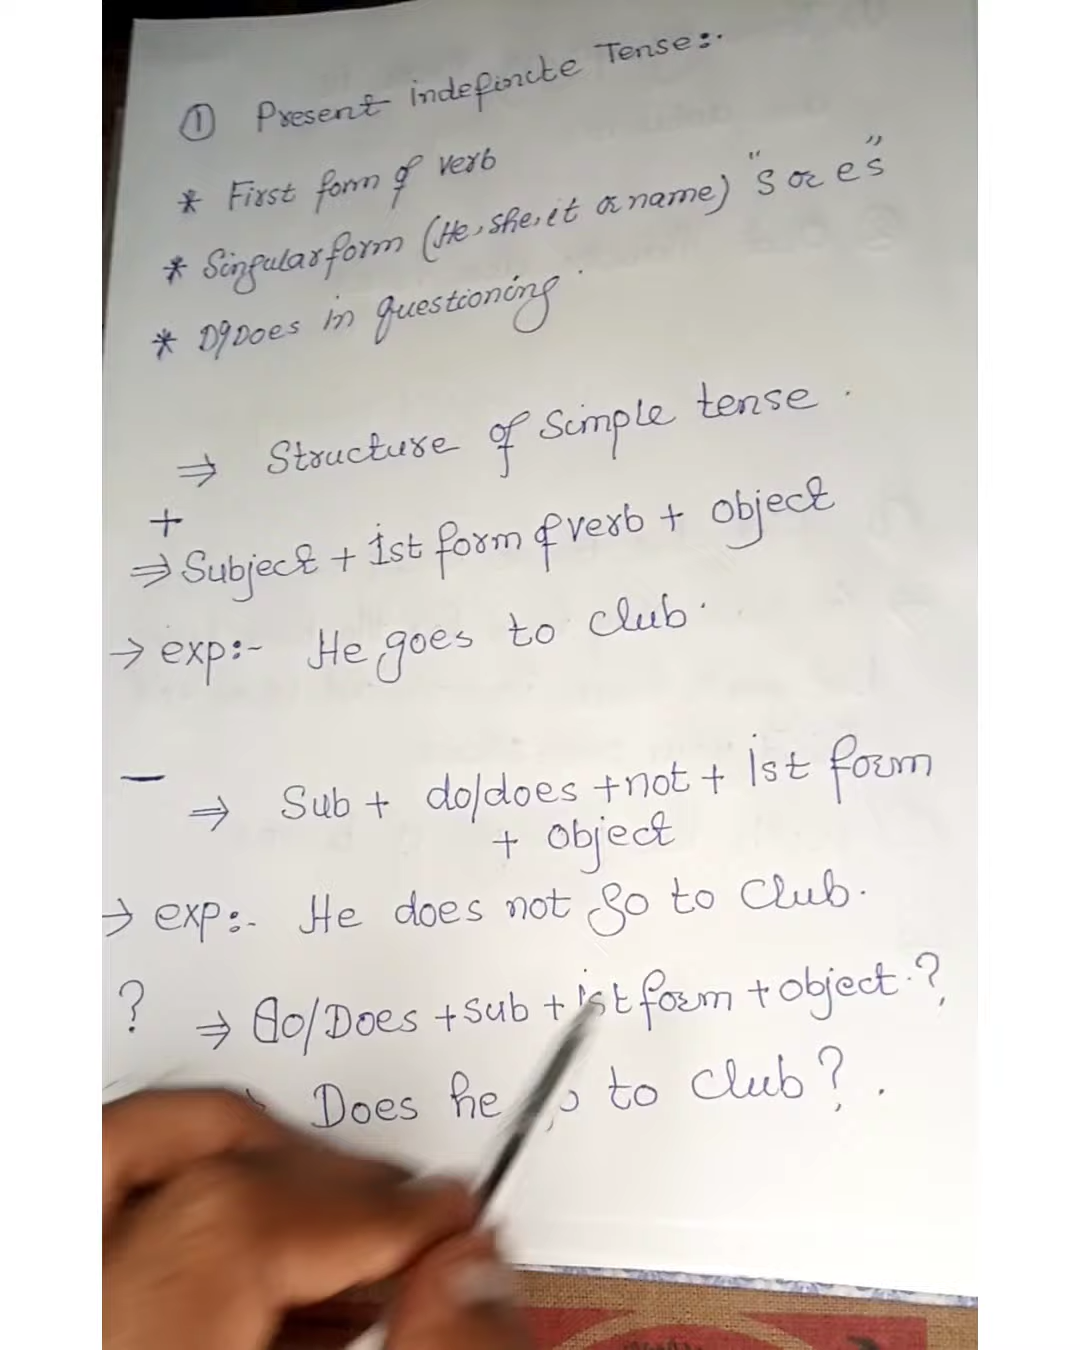 ① Present indefinite Tense:-
* First form of verb
* Singular form (He, she, it or name) "s or es"
* Do/Does in questioning
⇒ Structure of Simple tense.
+
⇒ Subject + 1st form of verb + object
→ exp:- He goes to club.
—
⇒ Sub + do/does + not + 1st form
+ object
→ exp:- He does not go to club.
? ⇒ Do/Does + sub + 1st form + object.?
Does he to club?.